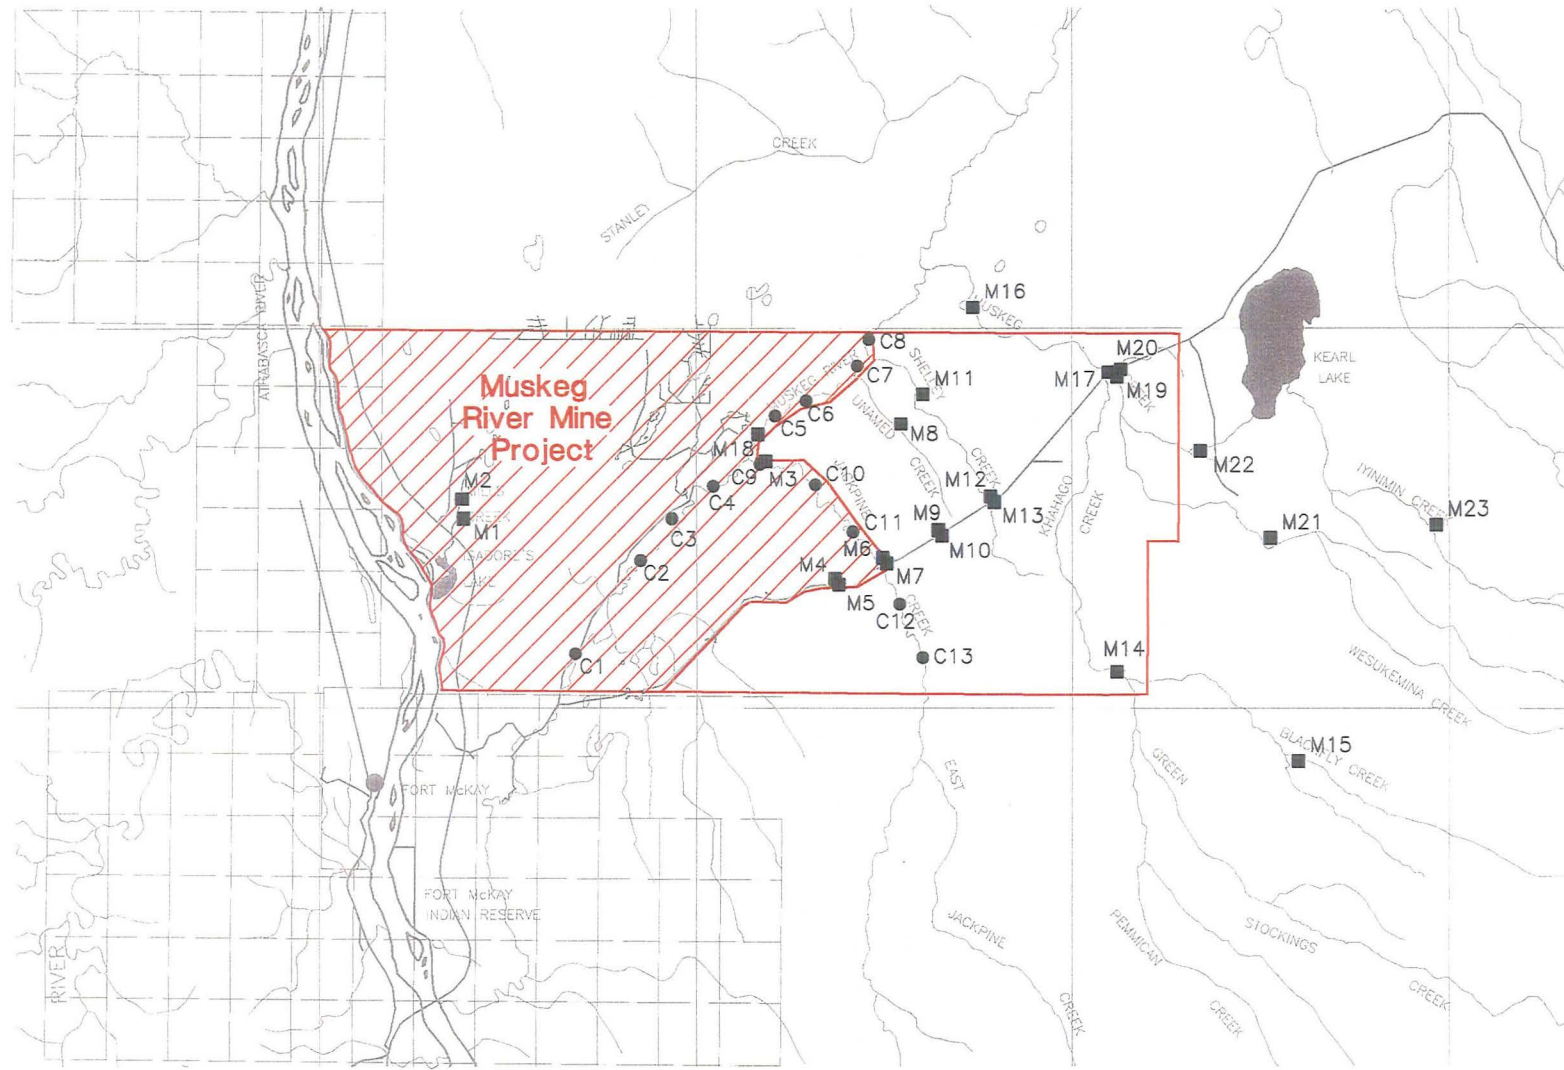 CREEK
STANLEY
ATHABASCA RIVER
M16
MUSKEG
C8
M20
KEARL
LAKE
C7
SHELLEY
M11
M17
M19
Muskeg
River Mine
Project
MUSKEG RIVER
C6
UNAMED
C5
M8
M18
CREEK
M22
M2
C9
M3
C10
JACKPINE
CREEK
M12
IYINIMIN CREEK
C4
M13
KHAHAGO
CREEK
M23
M1
CREEK
C3
C11
M9
M21
M6
M10
ISADORE'S
LAKE
C2
M4
M7
M5
C12
CREEK
C1
C13
M14
WESUKEMINA CREEK
BLACKFLY CREEK
M15
EAST
GREEN
FORT McKAY
FORT McKAY
INDIAN RESERVE
JACKPINE
CREEK
PEMMICAN
CREEK
STOCKINGS
CREEK
RIVER